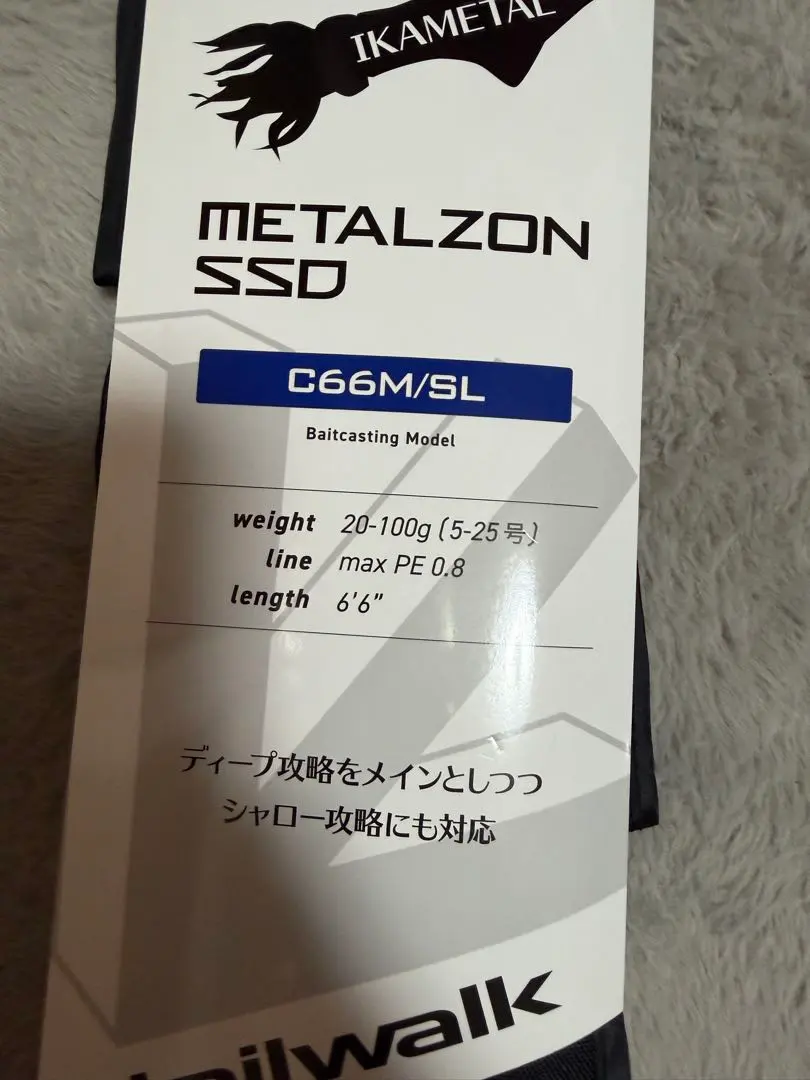 IKAMETAL
METALZON
SSD
C66M/SL
Baitcasting Model
weight 20-100g (5-25号)
line max PE 0.8
length 6'6"
ディープ攻略をメインとしつつ
シャロー攻略にも対応
ailwalk